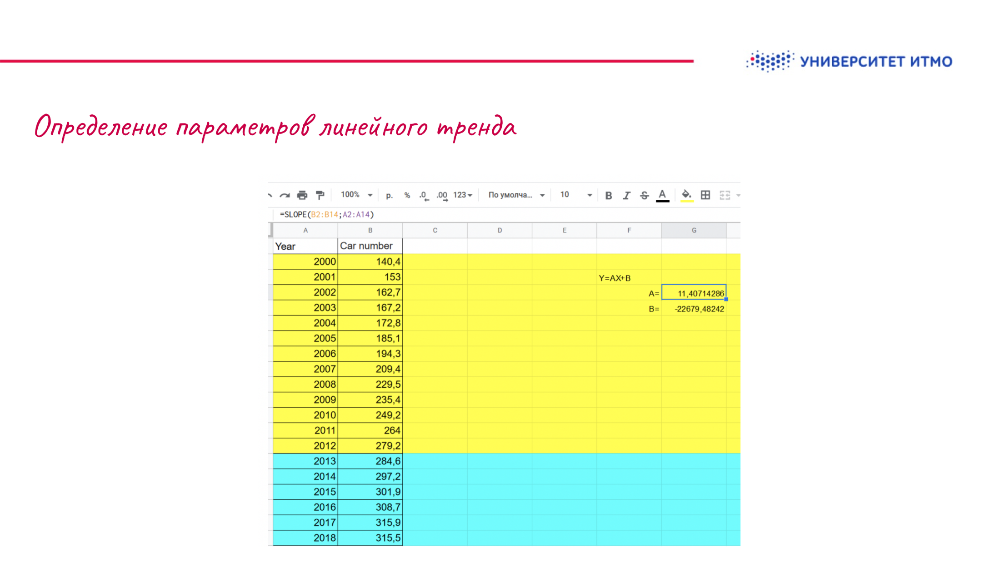 УНИВЕРСИТЕТ ИТМО
Определение параметров линейного тренда
100% р. % .0 .00 123 По умолча... 10 B I S A
=SLOPE(B2:B14;A2:A14)
A B C D E F G
Year Car number
2000 140,4
2001 153 Y=AX+B
2002 162,7 A= 11,40714286
2003 167,2 B= -22679,48242
2004 172,8
2005 185,1
2006 194,3
2007 209,4
2008 229,5
2009 235,4
2010 249,2
2011 264
2012 279,2
2013 284,6
2014 297,2
2015 301,9
2016 308,7
2017 315,9
2018 315,5